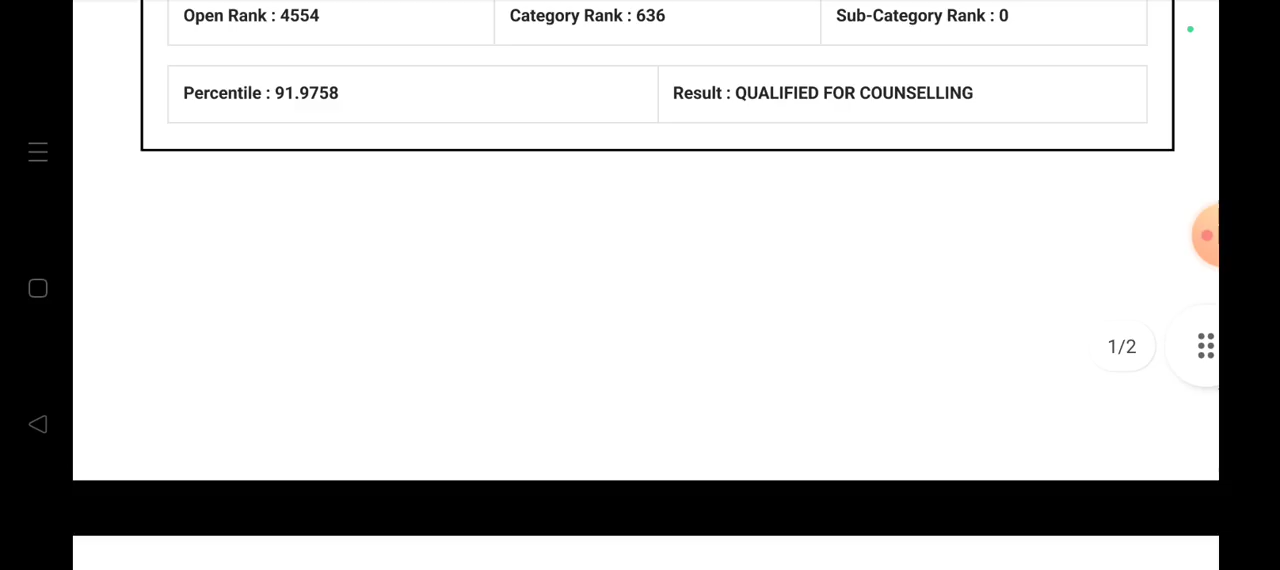 Open Rank : 4554 Category Rank : 636 Sub-Category Rank : 0
Percentile : 91.9758 Result : QUALIFIED FOR COUNSELLING
1/2